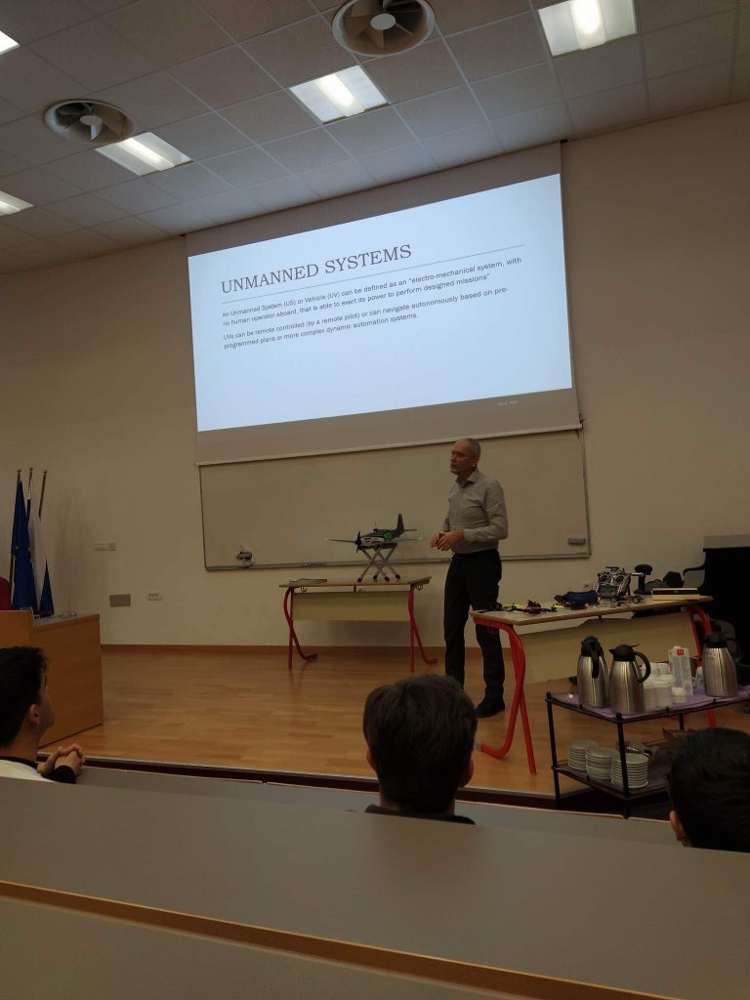 UNMANNED SYSTEMS
An Unmanned System (US) or Vehicle (UV) can be defined as an "electro-mechanical system, with
no human operator aboard, that is able to exert its power to perform designed missions"
UVs can be remote controlled (by a remote pilot) or can navigate autonomously based on pre-
programmed plans or more complex dynamic automation systems.